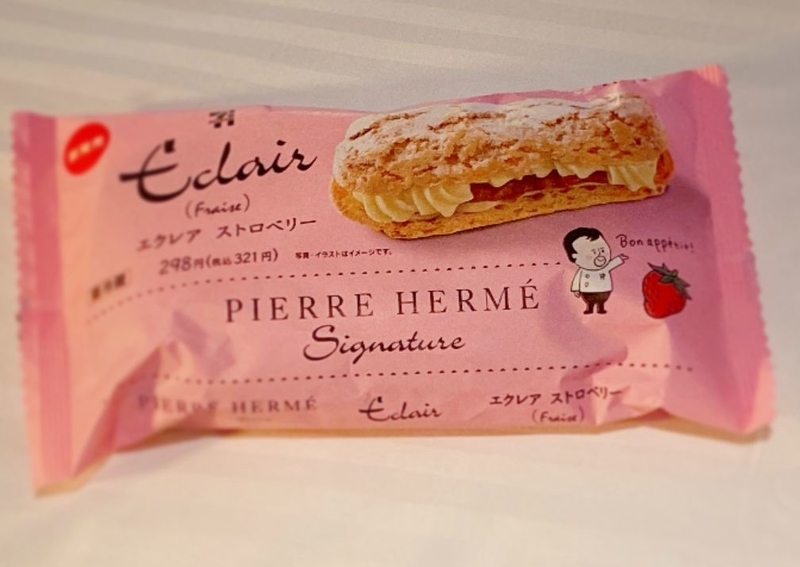 Éclair
(Fraise)
エクレア ストロベリー
298円(税込321円)
写真・イラストはイメージです。
Bon appétit!
PIERRE HERMÉ
Signature
PIERRE HERMÉ
Éclair
エクレア ストロベリー
(Fraise)